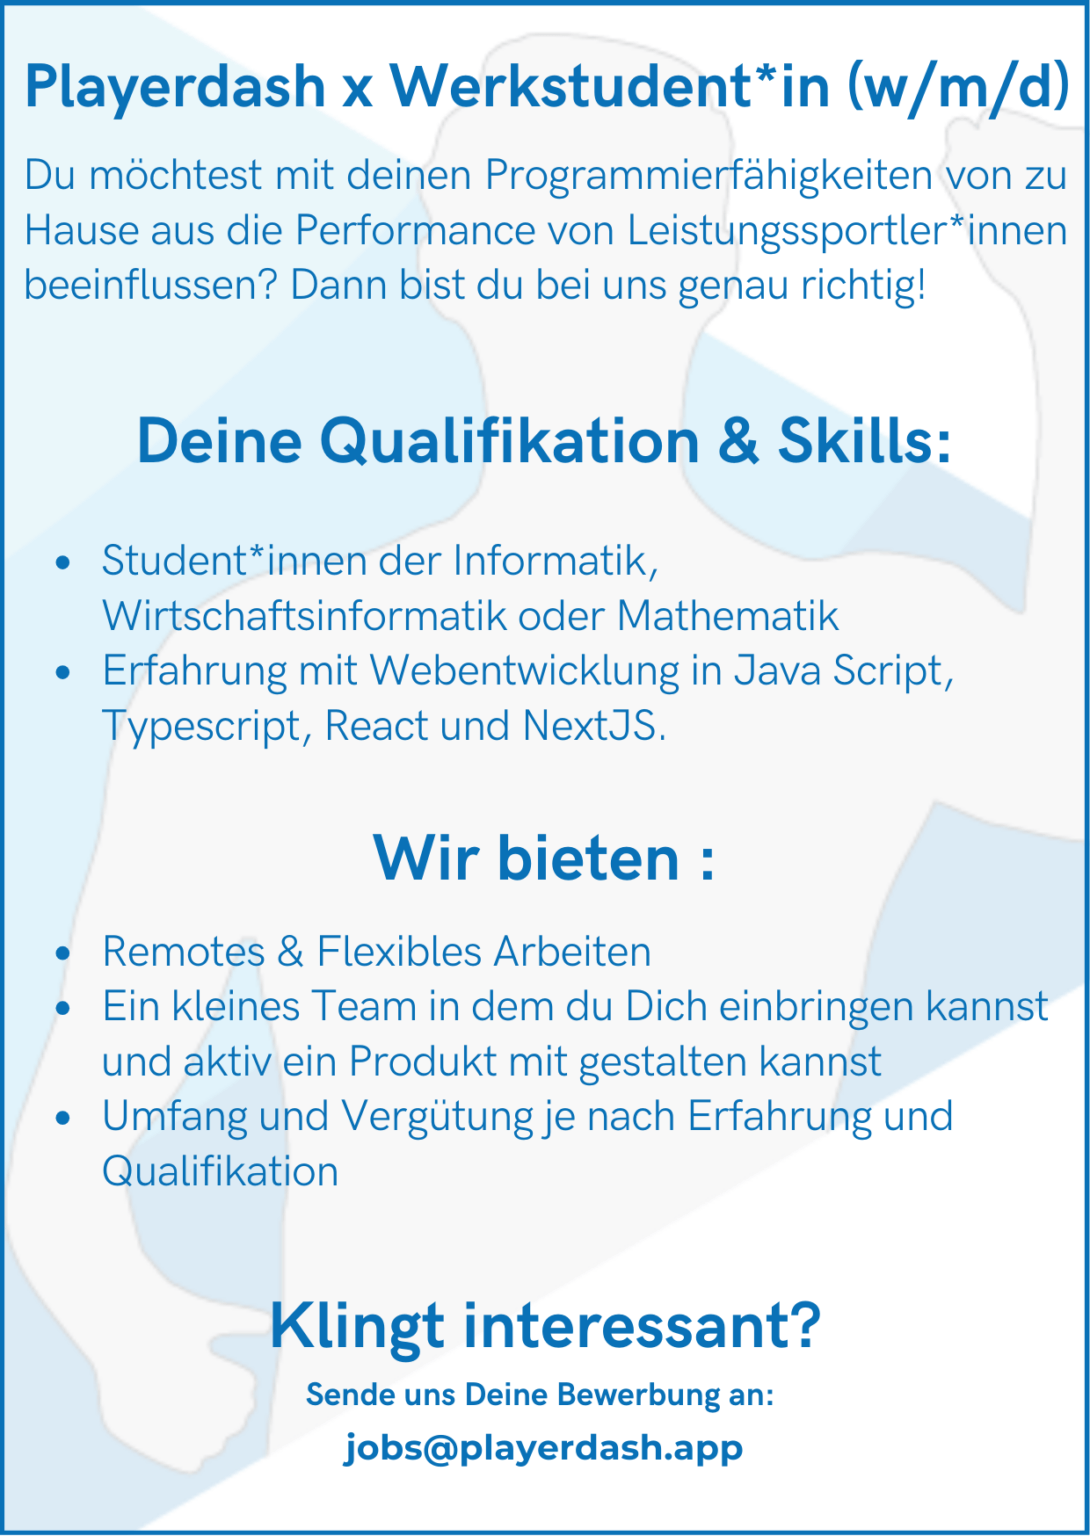 Playerdash x Werkstudent*in (w/m/d)
Du möchtest mit deinen Programmierfähigkeiten von zu
Hause aus die Performance von Leistungssportler*innen
beeinflussen? Dann bist du bei uns genau richtig!
Deine Qualifikation & Skills:
• Student*innen der Informatik,
Wirtschaftsinformatik oder Mathematik
• Erfahrung mit Webentwicklung in Java Script,
Typescript, React und NextJS.
Wir bieten :
• Remotes & Flexibles Arbeiten
• Ein kleines Team in dem du Dich einbringen kannst
und aktiv ein Produkt mit gestalten kannst
• Umfang und Vergütung je nach Erfahrung und
Qualifikation
Klingt interessant?
Sende uns Deine Bewerbung an:
jobs@playerdash.app